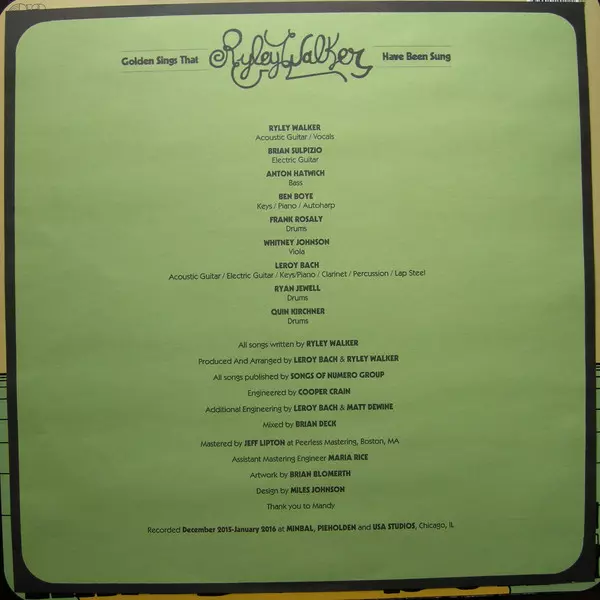 Golden Sings That Ryley Walker Have Been Sung
RYLEY WALKER
Acoustic Guitar / Vocals
BRIAN SULPIZIO
Electric Guitar
ANTON HATWICH
Bass
BEN BOYE
Keys / Piano / Autoharp
FRANK ROSALY
Drums
WHITNEY JOHNSON
Viola
LEROY BACH
Acoustic Guitar / Electric Guitar / Keys/Piano / Clarinet / Percussion / Lap Steel
RYAN JEWELL
Drums
QUIN KIRCHNER
Drums
All songs written by RYLEY WALKER
Produced And Arranged by LEROY BACH & RYLEY WALKER
All songs published by SONGS OF NUMERO GROUP
Engineered by COOPER CRAIN
Additional Engineering by LEROY BACH & MATT DEWINE
Mixed by BRIAN DECK
Mastered by JEFF LIPTON at Peerless Mastering, Boston, MA
Assistant Mastering Engineer MARIA RICE
Artwork by BRIAN BLOMERTH
Design by MILES JOHNSON
Thank you to Mandy
Recorded December 2015-January 2016 at MINBAL, PIEHOLDEN and USA STUDIOS, Chicago, IL